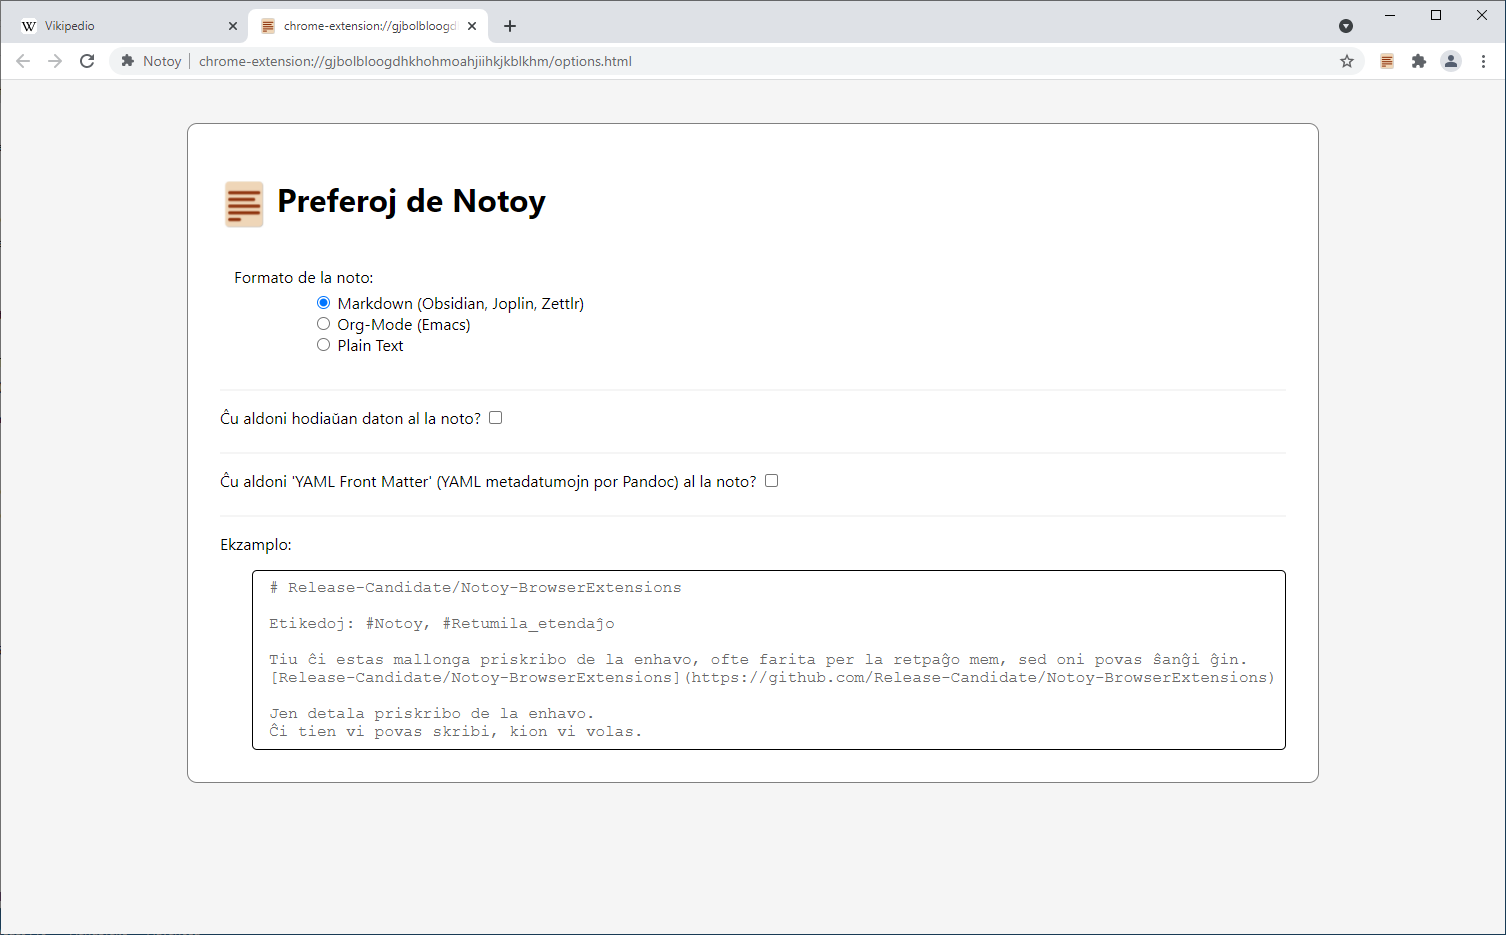 Vikipedio
chrome-extension://gjbolbloogd
Notoy
chrome-extension://gjbolbloogdhkhohmoahjiihkjkblkhm/options.html
Preferoj de Notoy
Formato de la noto:
Markdown (Obsidian, Joplin, Zettlr)
Org-Mode (Emacs)
Plain Text
Ĉu aldoni hodiaŭan daton al la noto?
Ĉu aldoni 'YAML Front Matter' (YAML metadatumojn por Pandoc) al la noto?
Ekzamplo:
# Release-Candidate/Notoy-BrowserExtensions
Etikedoj: #Notoy, #Retumila_etendaĵo
Tiu ĉi estas mallonga priskribo de la enhavo, ofte farita per la retpaĝo mem, sed oni povas ŝanĝi ĝin.
[Release-Candidate/Notoy-BrowserExtensions](https://github.com/Release-Candidate/Notoy-BrowserExtensions)
Jen detala priskribo de la enhavo.
Ĉi tien vi povas skribi, kion vi volas.